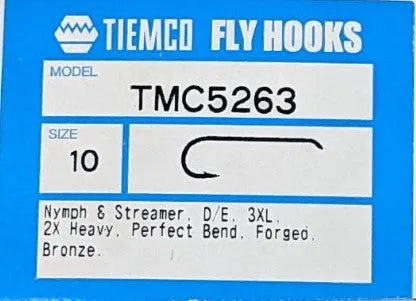 TIEMCO FLY HOOKS
MODEL
TMC5263
SIZE
10
Nymph & Streamer, D/E, 3XL,
2X Heavy, Perfect Bend, Forged,
Bronze.